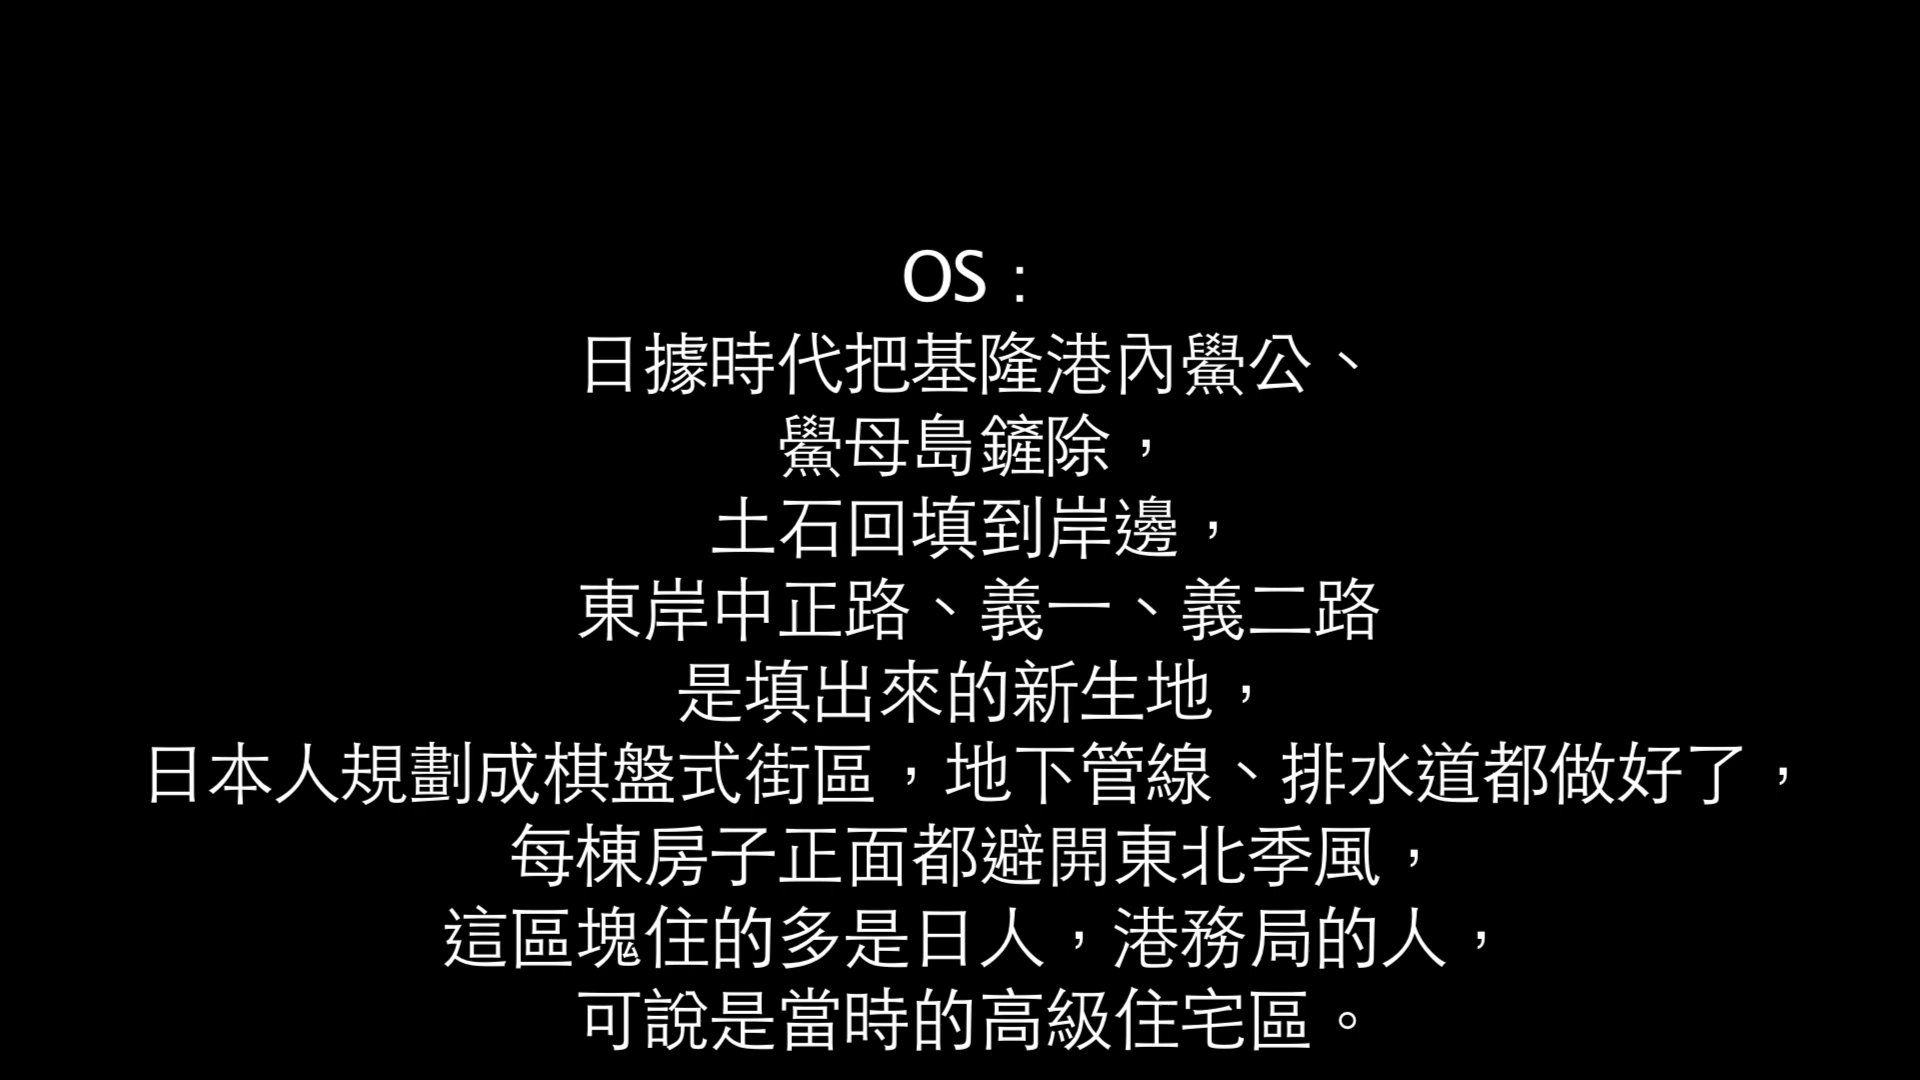 OS：
日據時代把基隆港內鱟公、
鱟母島鏟除，
土石回填到岸邊，
東岸中正路、義一、義二路
是填出來的新生地，
日本人規劃成棋盤式街區，地下管線、排水道都做好了，
每棟房子正面都避開東北季風，
這區塊住的多是日人，港務局的人，
可說是當時的高級住宅區。